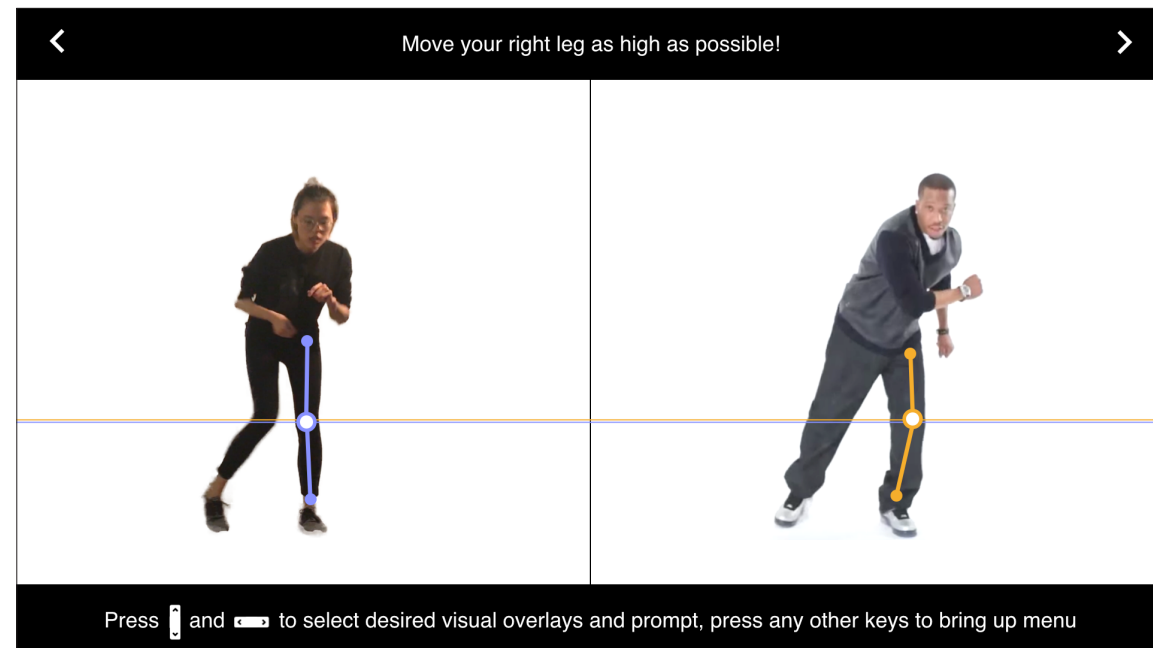 Move your right leg as high as possible!
Press and to select desired visual overlays and prompt, press any other keys to bring up menu